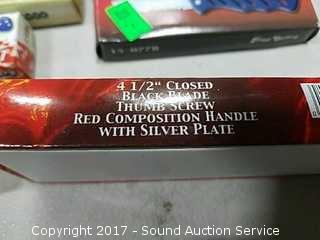 4 1/2" CLOSED
BLACK BLADE
THUMB SCREW
RED COMPOSITION HANDLE
WITH SILVER PLATE
Copyright 2017 - Sound Auction Service